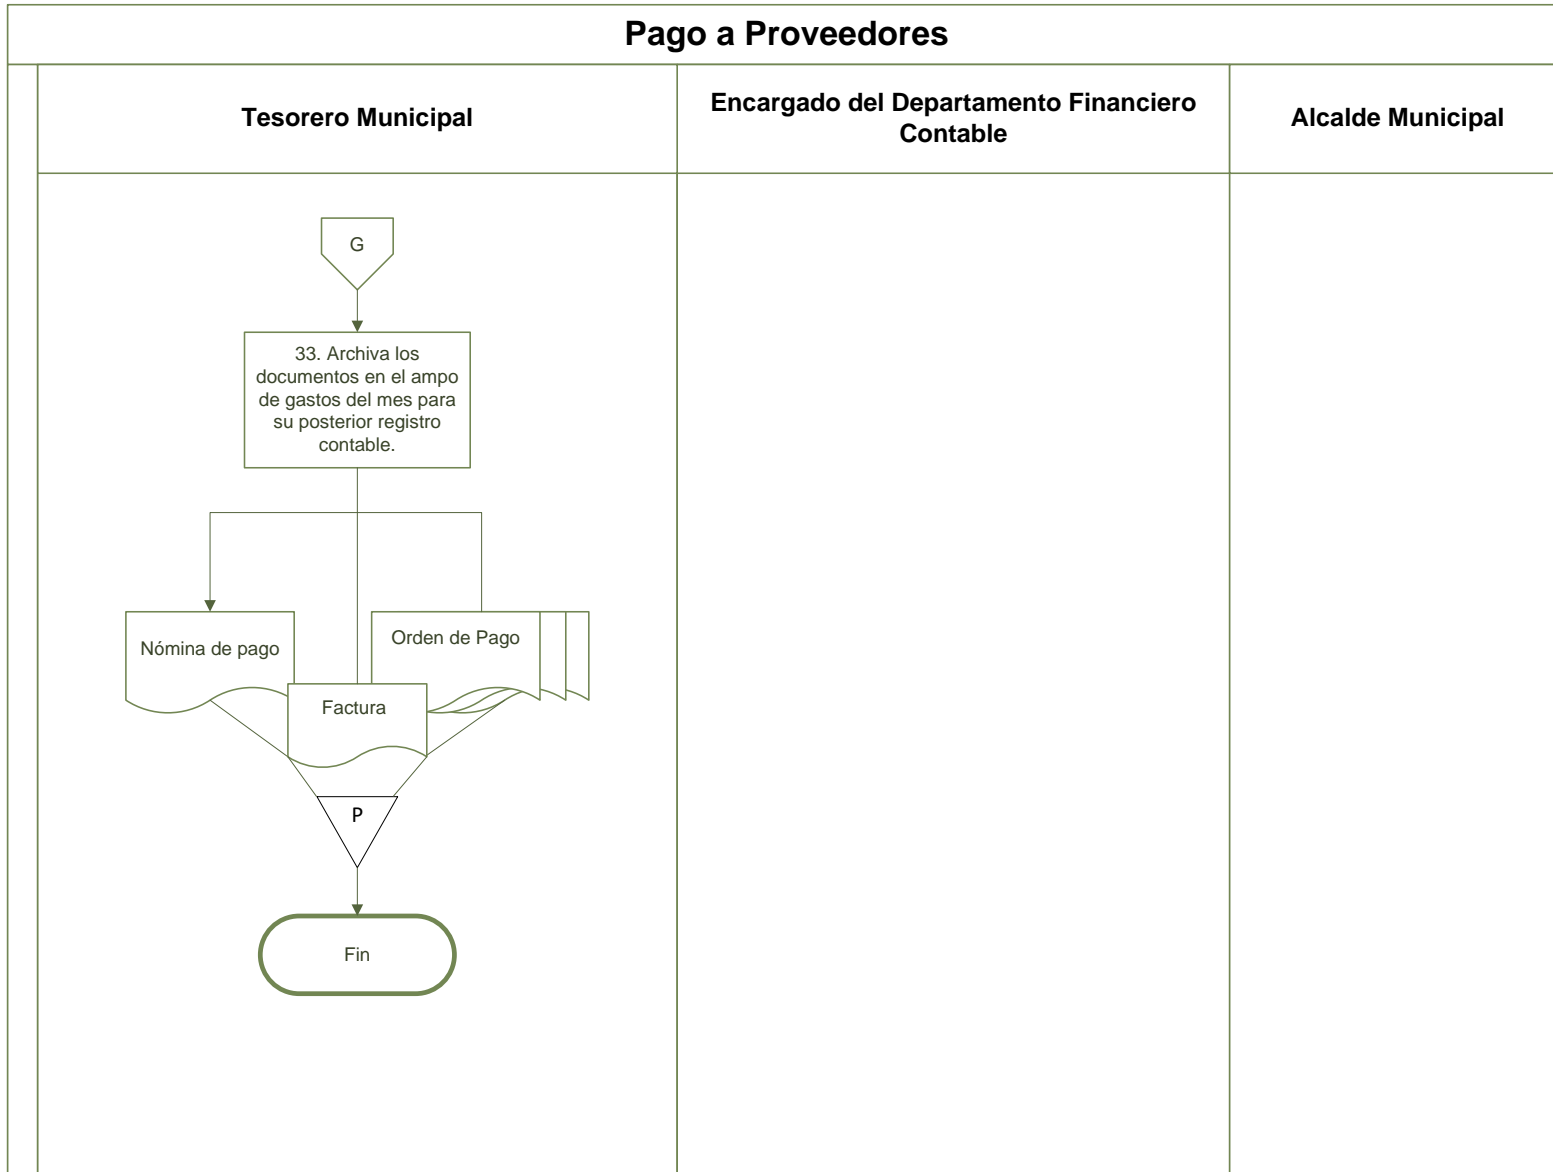 Pago a Proveedores
Tesorero Municipal
Encargado del Departamento Financiero
Contable
Alcalde Municipal
G
33. Archiva los
documentos en el ampo
de gastos del mes para
su posterior registro
contable.
Nómina de pago
Orden de Pago
Factura
P
Fin